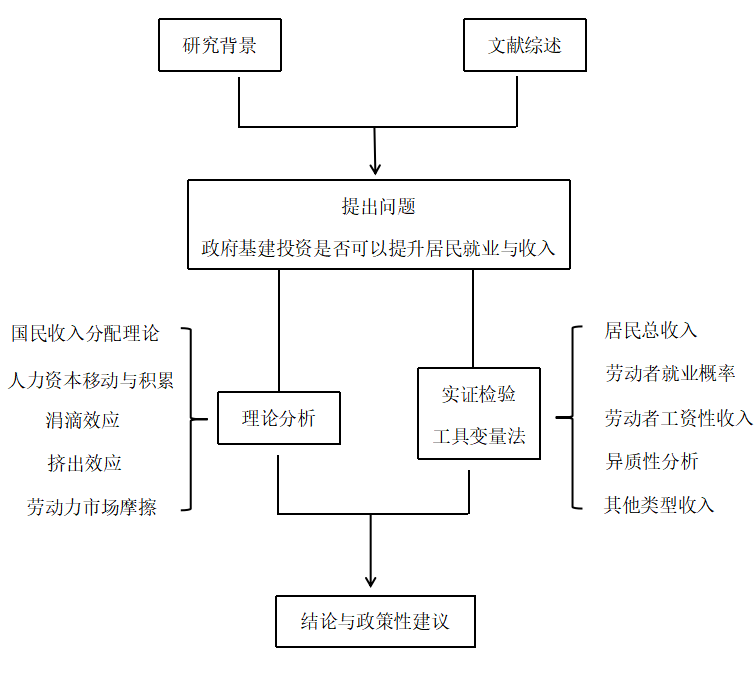 研究背景
文献综述
提出问题
政府基建投资是否可以提升居民就业与收入
国民收入分配理论
人力资本移动与积累
涓滴效应
挤出效应
劳动力市场摩擦
理论分析
实证检验
工具变量法
居民总收入
劳动者就业概率
劳动者工资性收入
异质性分析
其他类型收入
结论与政策性建议